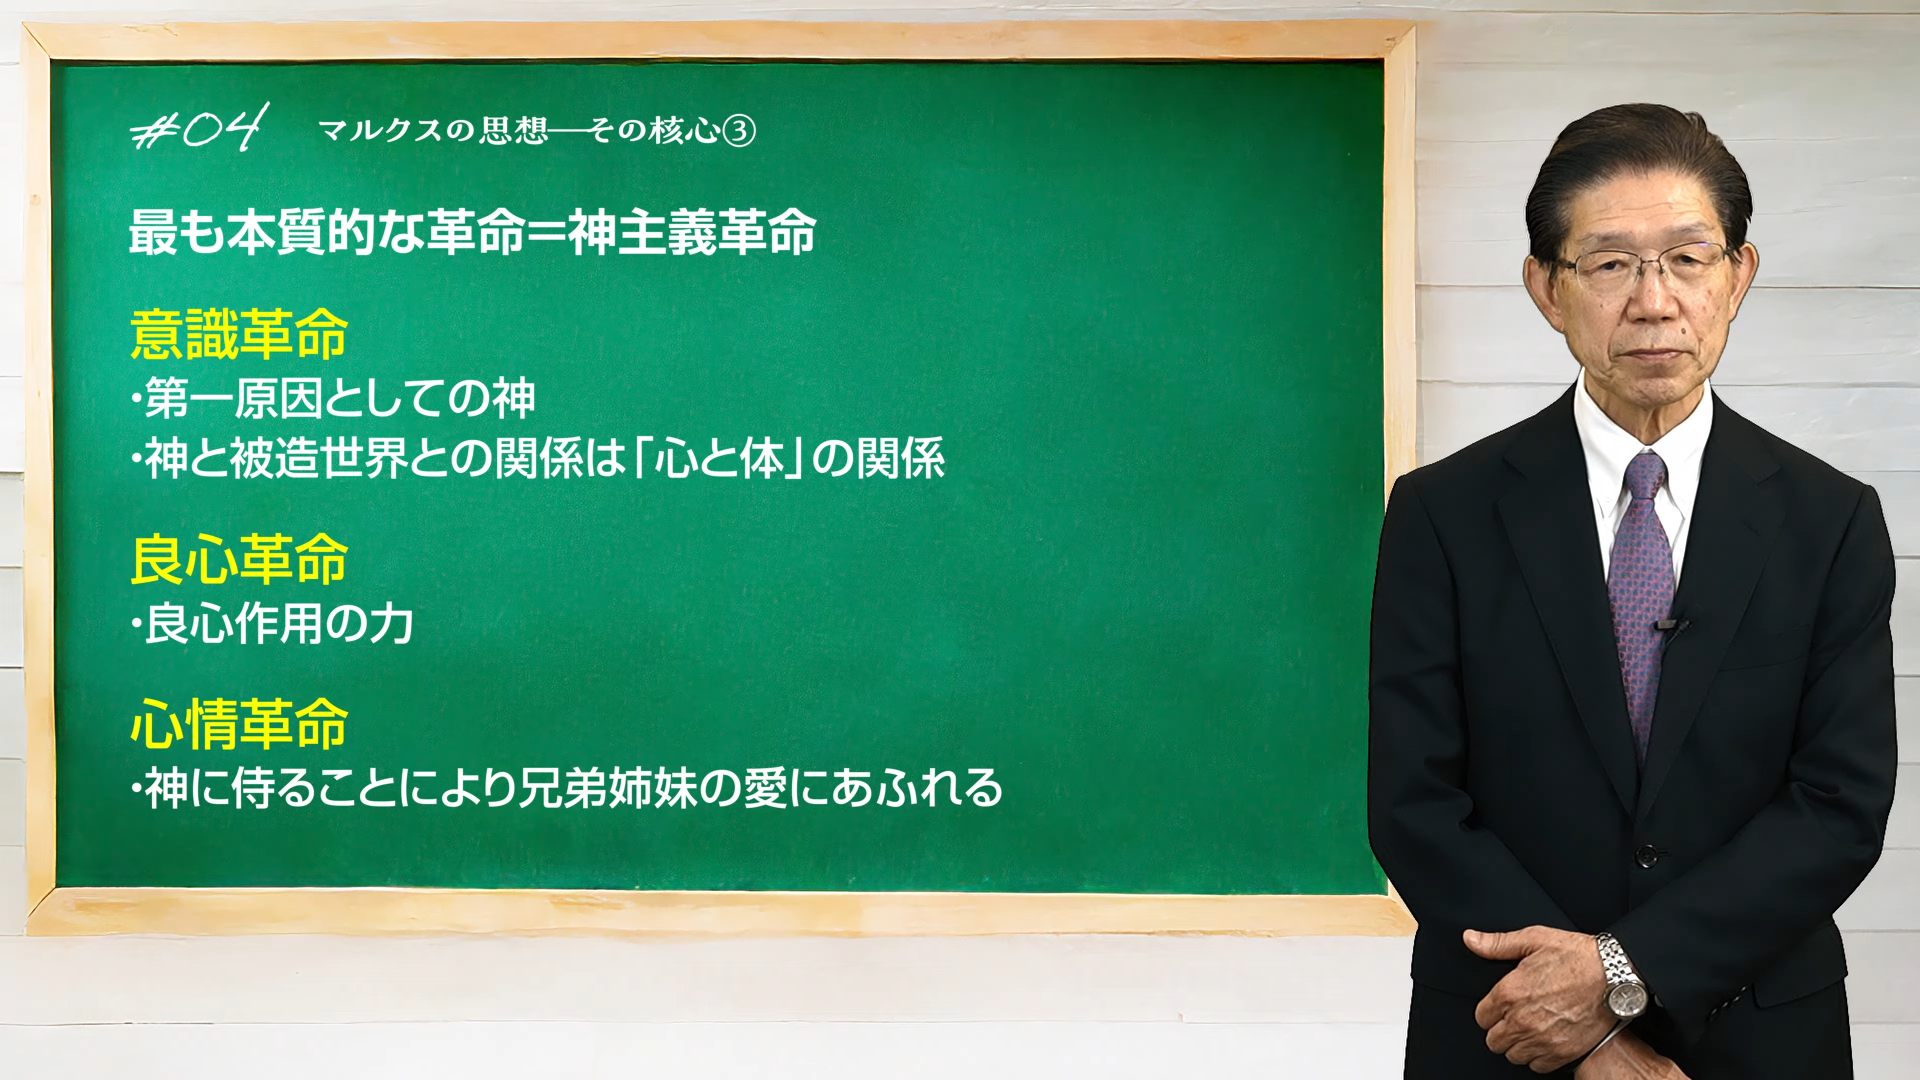 #04 マルクスの思想──その核心③
最も本質的な革命＝神主義革命
意識革命
・第一原因としての神
・神と被造世界との関係は「心と体」の関係
良心革命
・良心作用の力
心情革命
・神に侍ることにより兄弟姉妹の愛にあふれる